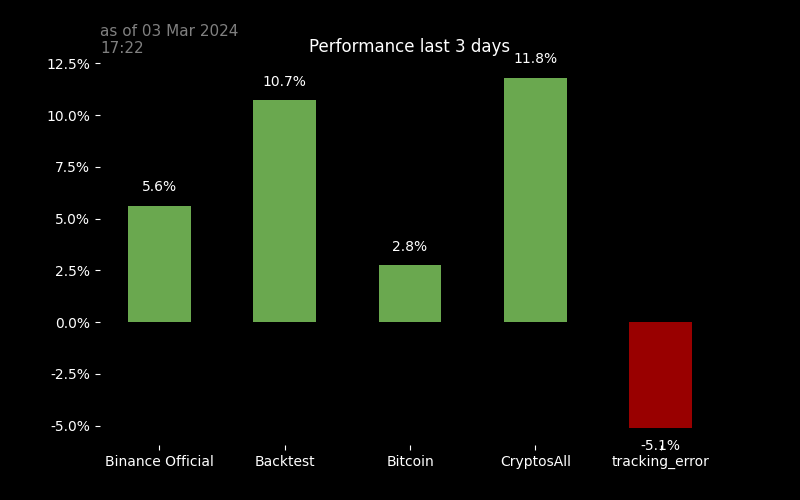 as of 03 Mar 2024
17:22
Performance last 3 days
12.5%
10.0%
7.5%
5.0%
2.5%
0.0%
-2.5%
-5.0%
5.6%
10.7%
2.8%
11.8%
-5.1%
Binance Official
Backtest
Bitcoin
CryptosAll
tracking_error